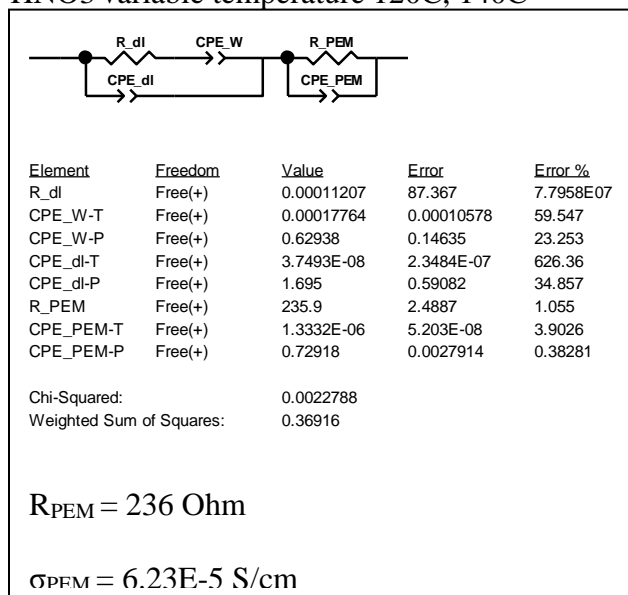 HNO3 variable temperature 120C, 140C
R_dl CPE_W R_PEM
CPE_dl CPE_PEM
Element Freedom Value Error Error %
R_dl Free(+) 0.00011207 87.367 7.7958E07
CPE_W-T Free(+) 0.00017764 0.00010578 59.547
CPE_W-P Free(+) 0.62938 0.14635 23.253
CPE_dl-T Free(+) 3.7493E-08 2.3484E-07 626.36
CPE_dl-P Free(+) 1.695 0.59082 34.857
R_PEM Free(+) 235.9 2.4887 1.055
CPE_PEM-T Free(+) 1.3332E-06 5.203E-08 3.9026
CPE_PEM-P Free(+) 0.72918 0.0027914 0.38281
Chi-Squared: 0.0022788
Weighted Sum of Squares: 0.36916
RPEM = 236 Ohm
σPEM = 6.23E-5 S/cm